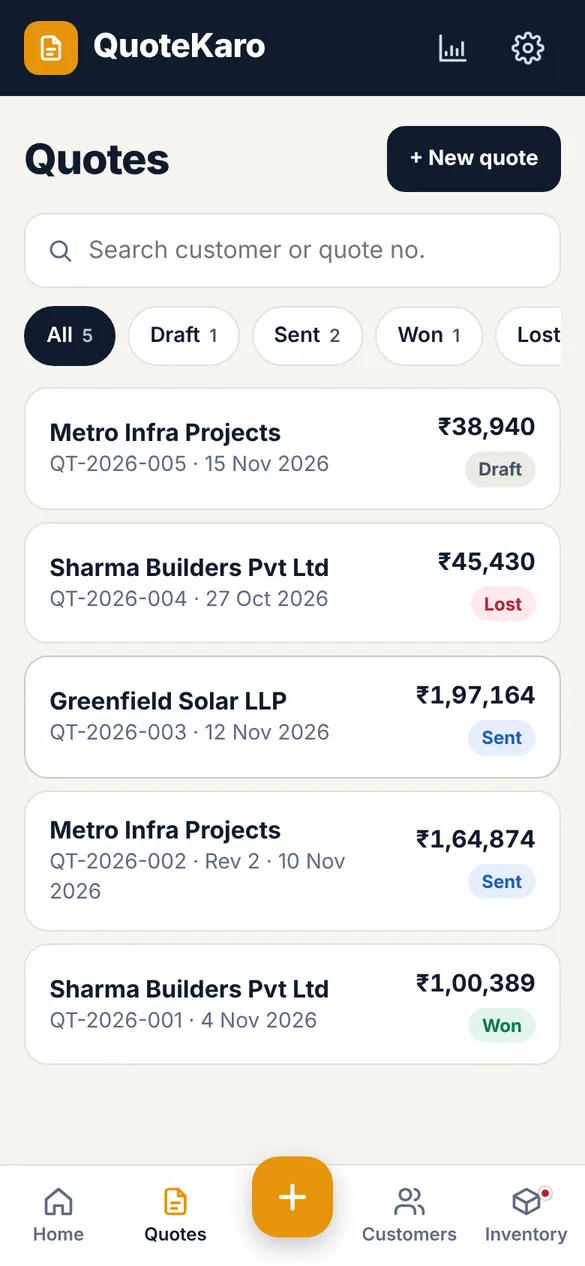 QuoteKaro
Quotes
+ New quote
Search customer or quote no.
All 5
Draft 1
Sent 2
Won 1
Lost
Metro Infra Projects
₹38,940
QT-2026-005 · 15 Nov 2026
Draft
Sharma Builders Pvt Ltd
₹45,430
QT-2026-004 · 27 Oct 2026
Lost
Greenfield Solar LLP
₹1,97,164
QT-2026-003 · 12 Nov 2026
Sent
Metro Infra Projects
₹1,64,874
QT-2026-002 · Rev 2 · 10 Nov
2026
Sent
Sharma Builders Pvt Ltd
₹1,00,389
QT-2026-001 · 4 Nov 2026
Won
Home
Quotes
+
Customers
Inventory